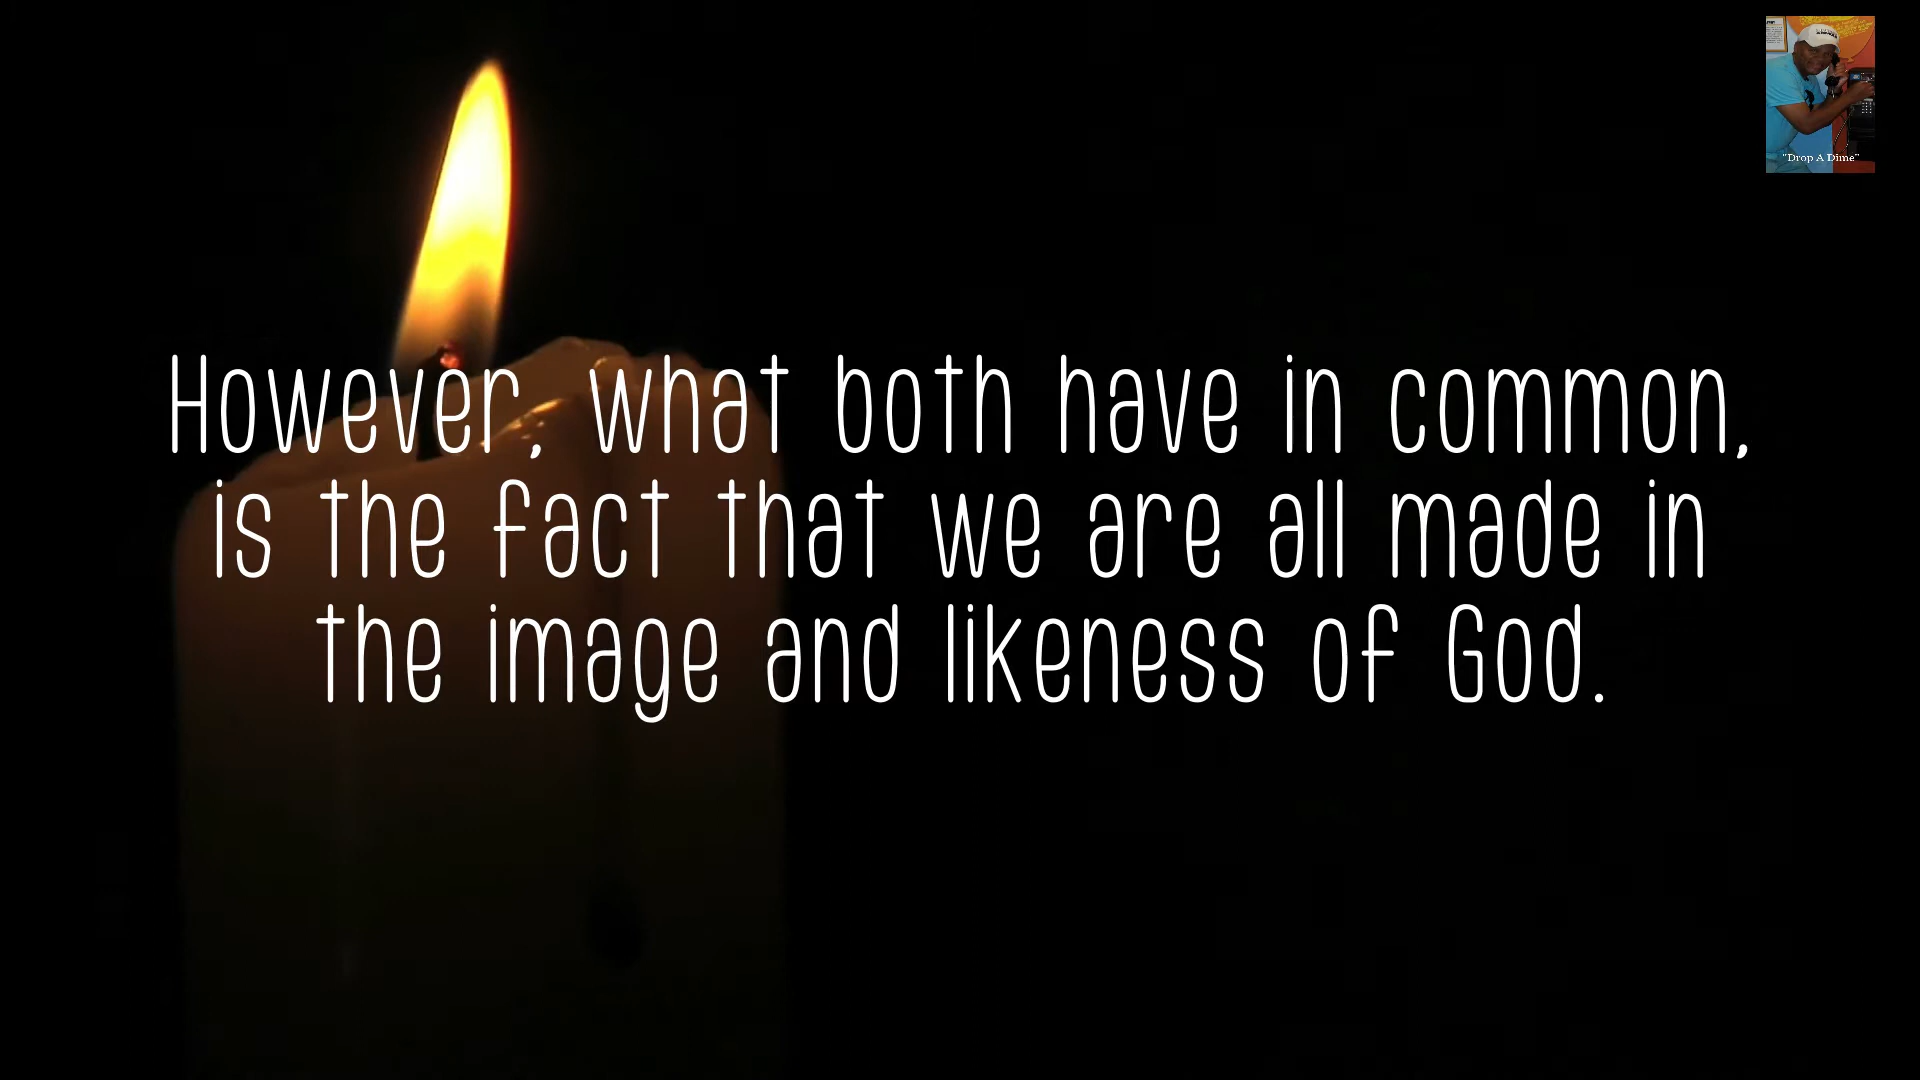 However, what both have in common,
is the fact that we are all made in
the image and likeness of God.
"Drop A Dime"